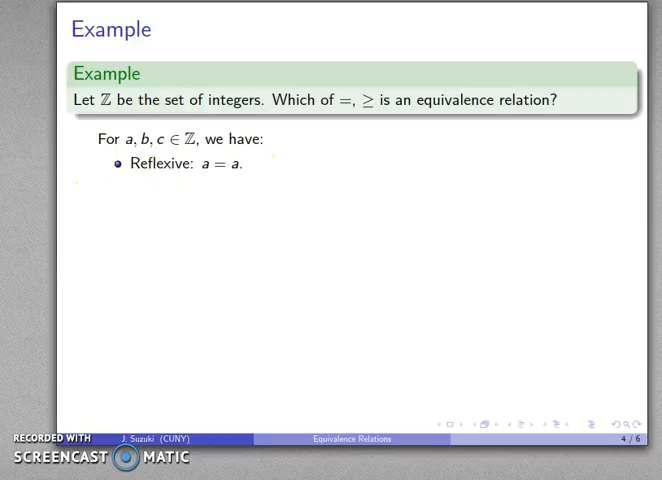 Example
Example
Let ℤ be the set of integers. Which of =, ≥ is an equivalence relation?
For a, b, c ∈ ℤ, we have:
Reflexive: a = a.
J. Suzuki (CUNY)
Equivalence Relations
4 / 6
RECORDED WITH
SCREENCAST MATIC